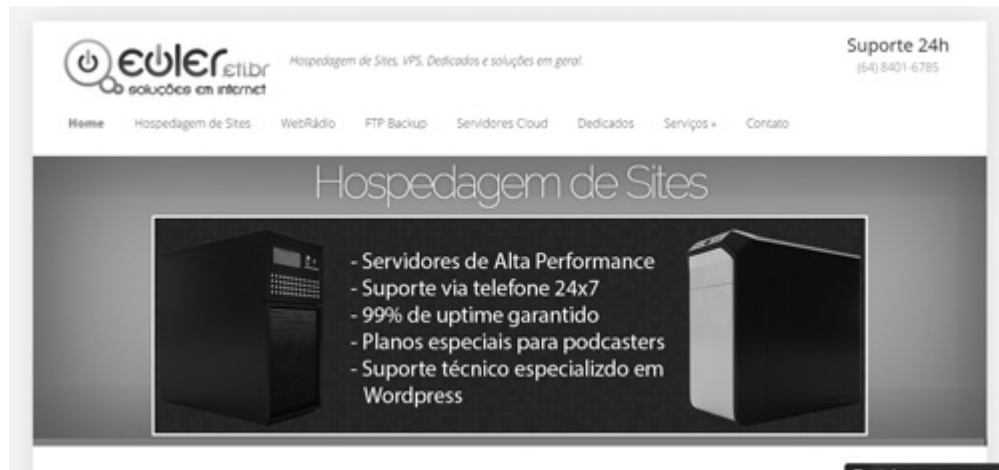 euler.eti.br
soluções em internet
Hospedagem de Sites, VPS, Dedicados e soluções em geral.
Suporte 24h
(64) 8401-6785
Home Hospedagem de Sites WebRádio FTP Backup Servidores Cloud Dedicados Serviços » Contato
Hospedagem de Sites
- Servidores de Alta Performance
- Suporte via telefone 24x7
- 99% de uptime garantido
- Planos especiais para podcasters
- Suporte técnico especializdo em
Wordpress